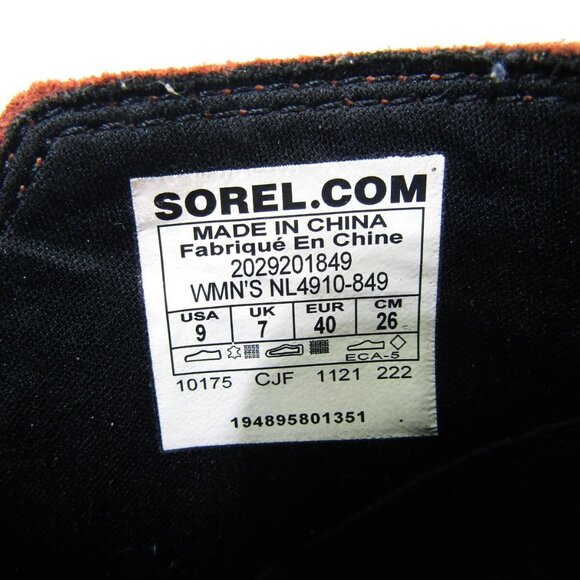 SOREL.COM
MADE IN CHINA
Fabriqué En Chine
2029201849
WMN'S NL4910-849
USA UK EUR CM
9 7 40 26
ECA-5
10175 CJF 1121 222
194895801351